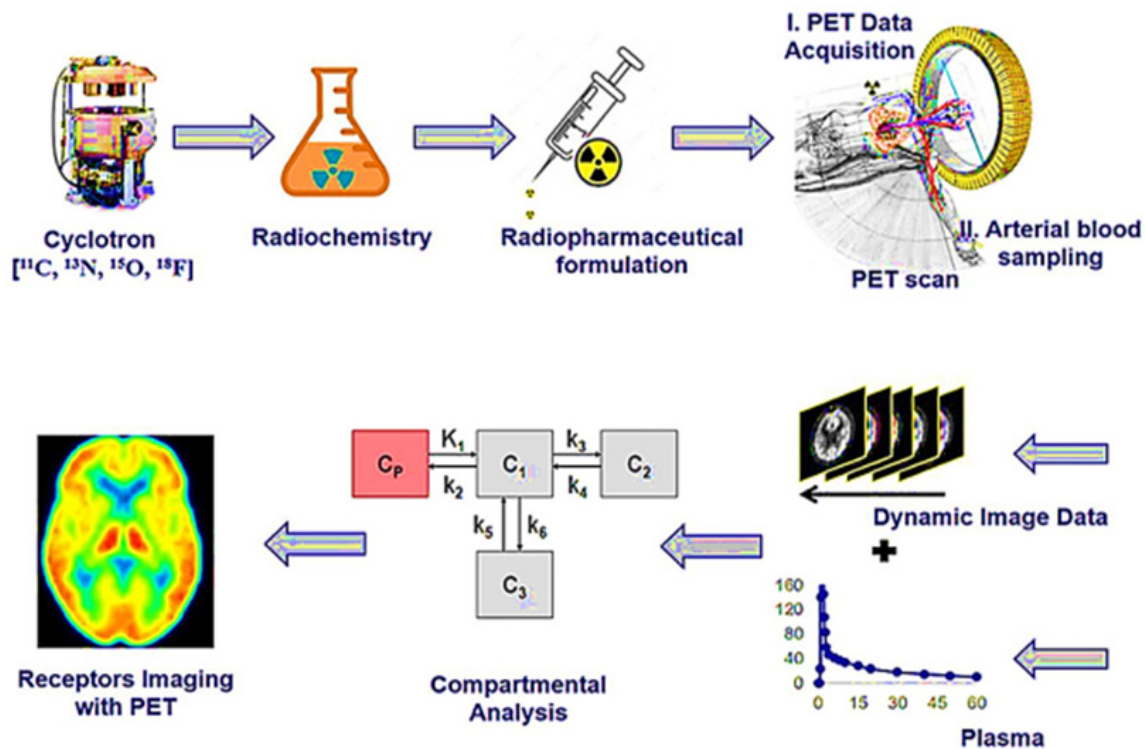 I. PET Data
Acquisition
Cyclotron
[¹¹C, ¹³N, ¹⁵O, ¹⁸F]
Radiochemistry
Radiopharmaceutical
formulation
II. Arterial blood
sampling
PET scan
Dynamic Image Data
+
160
120
80
40
0
0 15 30 45 60
Plasma
C_P K₁ k₂ C₁ k₃ k₄ C₂
k₅ k₆
C₃
Compartmental
Analysis
Receptors Imaging
with PET